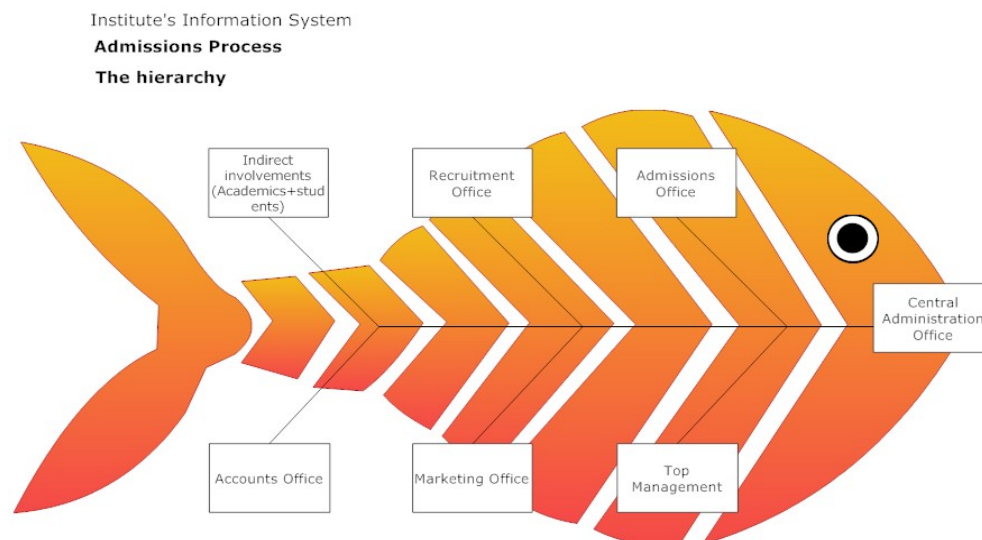 Institute's Information System
Admissions Process
The hierarchy
Indirect
involvements
(Academics+stud
ents)
Recruitment
Office
Admissions
Office
Central
Administration
Office
Accounts Office
Marketing Office
Top
Management